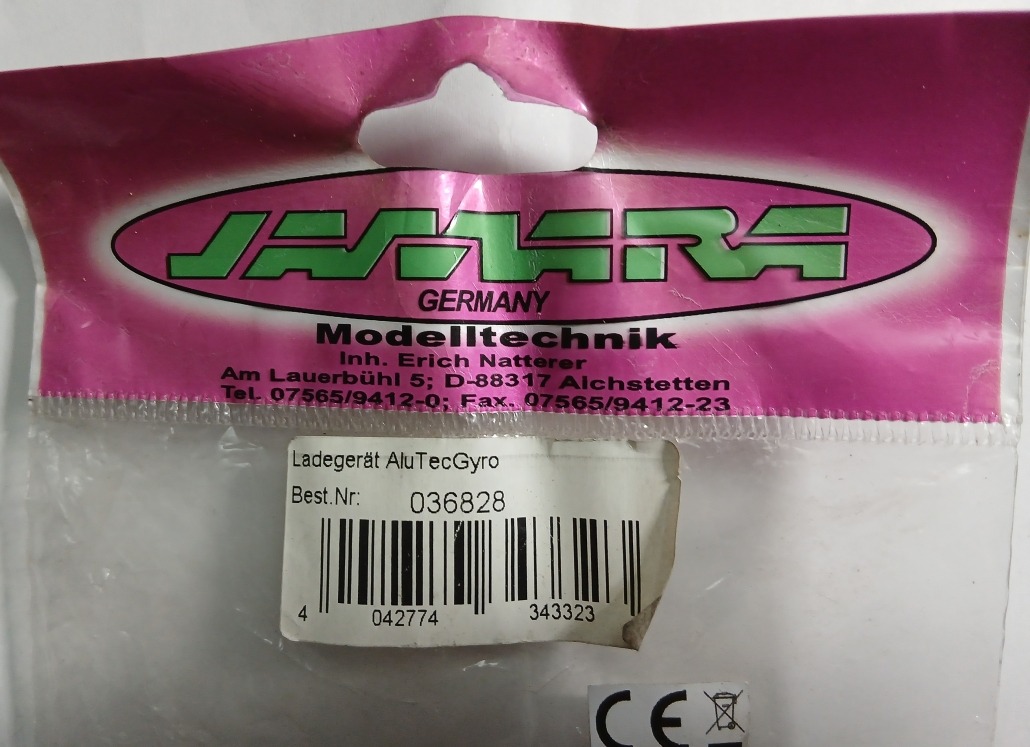 JAMARA
GERMANY
Modelltechnik
Inh. Erich Natterer
Am Lauerbühl 5; D-88317 Aichstetten
Tel. 07565/9412-0; Fax. 07565/9412-23
Ladegerät AluTecGyro
Best.Nr: 036828
4 042774 343323
CE